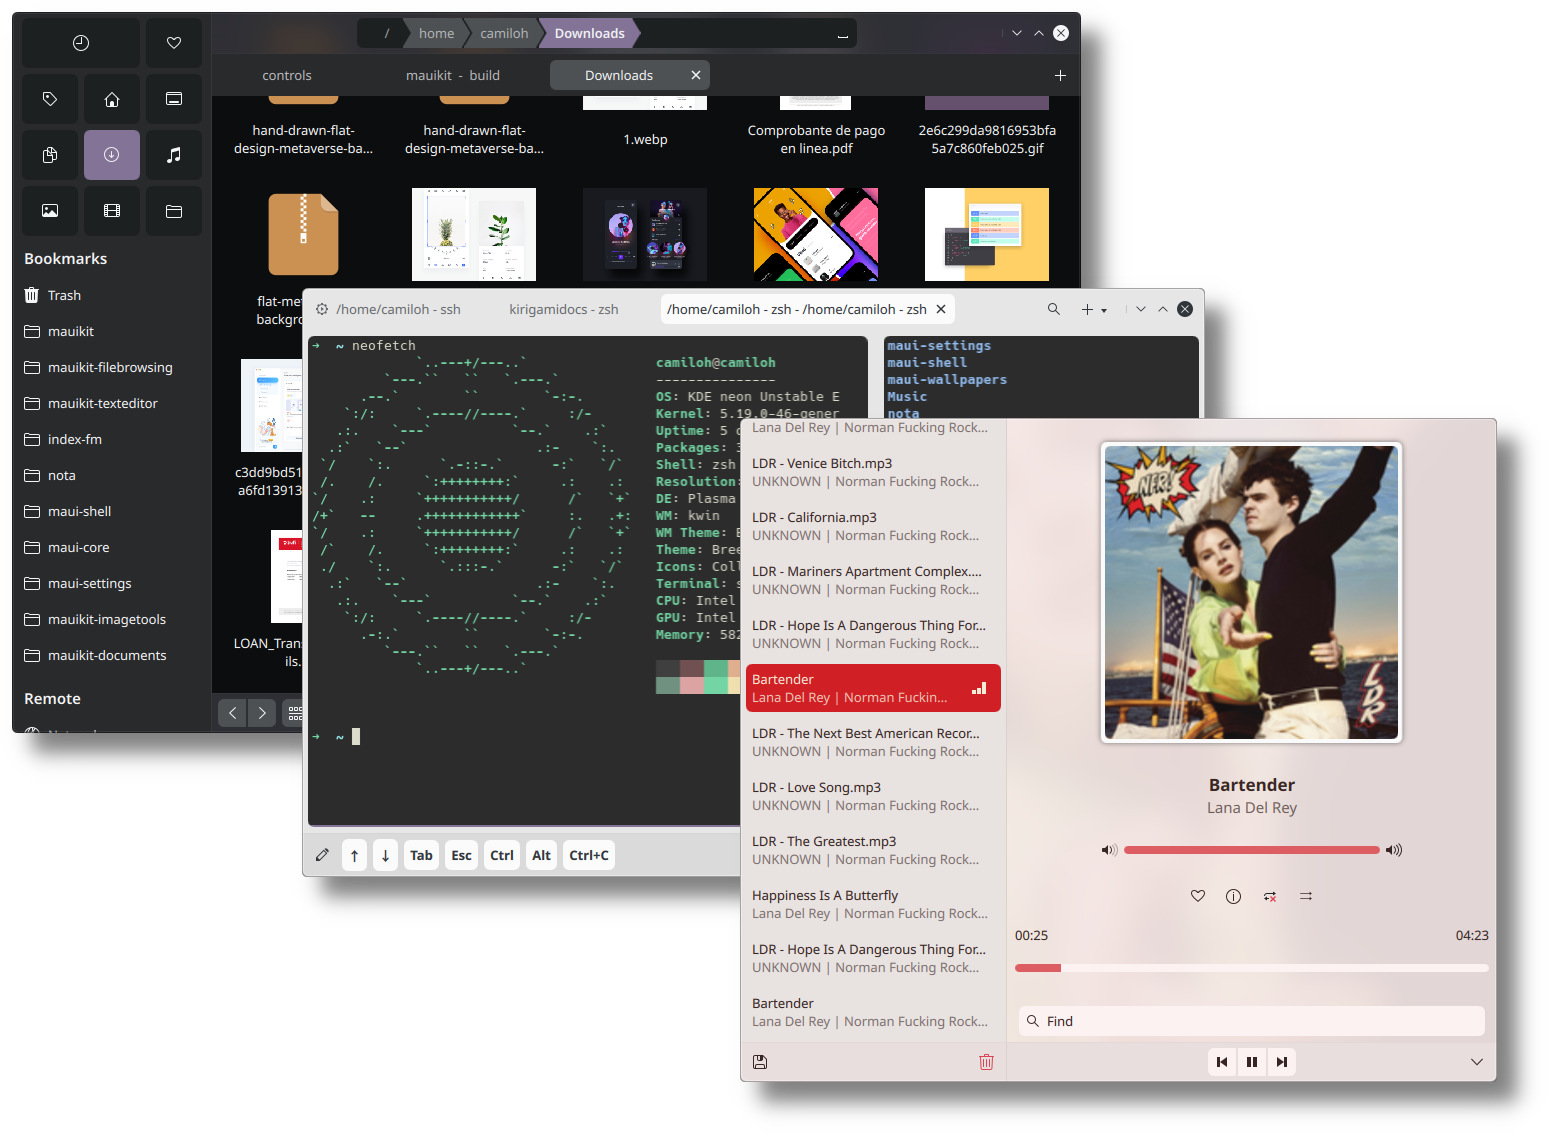 / home camiloh Downloads
controls
mauikit - build
Downloads
hand-drawn-flat-
design-metaverse-ba...
hand-drawn-flat-
design-metaverse-ba...
1.webp
Comprobante de pago
en linea.pdf
2e6c299da9816953bfa
5a7c860feb025.gif
Bookmarks
Trash
mauikit
mauikit-filebrowsing
mauikit-texteditor
index-fm
nota
maui-shell
maui-core
maui-settings
mauikit-imagetools
mauikit-documents
Remote
flat-me
backgro
c3dd9bd51
a6fd13913
LOAN_Trans
ils.
/home/camiloh - ssh
kirigamidocs - zsh
/home/camiloh - zsh - /home/camiloh - zsh
~ neofetch
camiloh@camiloh
---------------
OS: KDE neon Unstable E
Kernel: 5.19.0-46-gener
Uptime: 5
Packages: 3
Shell: zsh
Resolution:
DE: Plasma
WM: kwin
WM Theme:
Theme: Bree
Icons: Coll
Terminal: s
CPU: Intel
GPU: Intel
Memory: 582
~
maui-settings
maui-shell
maui-wallpapers
Music
nota
Tab Esc Ctrl Alt Ctrl+C
Lana Del Rey | Norman Fucking Rock...
LDR - Venice Bitch.mp3
UNKNOWN | Norman Fucking Rock...
LDR - California.mp3
UNKNOWN | Norman Fucking Rock...
LDR - Mariners Apartment Complex....
UNKNOWN | Norman Fucking Rock...
LDR - Hope Is A Dangerous Thing For...
UNKNOWN | Norman Fucking Rock...
Bartender
Lana Del Rey | Norman Fuckin...
LDR - The Next Best American Recor...
UNKNOWN | Norman Fucking Rock...
LDR - Love Song.mp3
UNKNOWN | Norman Fucking Rock...
LDR - The Greatest.mp3
UNKNOWN | Norman Fucking Rock...
Happiness Is A Butterfly
Lana Del Rey | Norman Fucking Rock...
LDR - Hope Is A Dangerous Thing For...
UNKNOWN | Norman Fucking Rock...
Bartender
Lana Del Rey | Norman Fucking Rock...
NFR!
LDR
Bartender
Lana Del Rey
00:25
04:23
Find